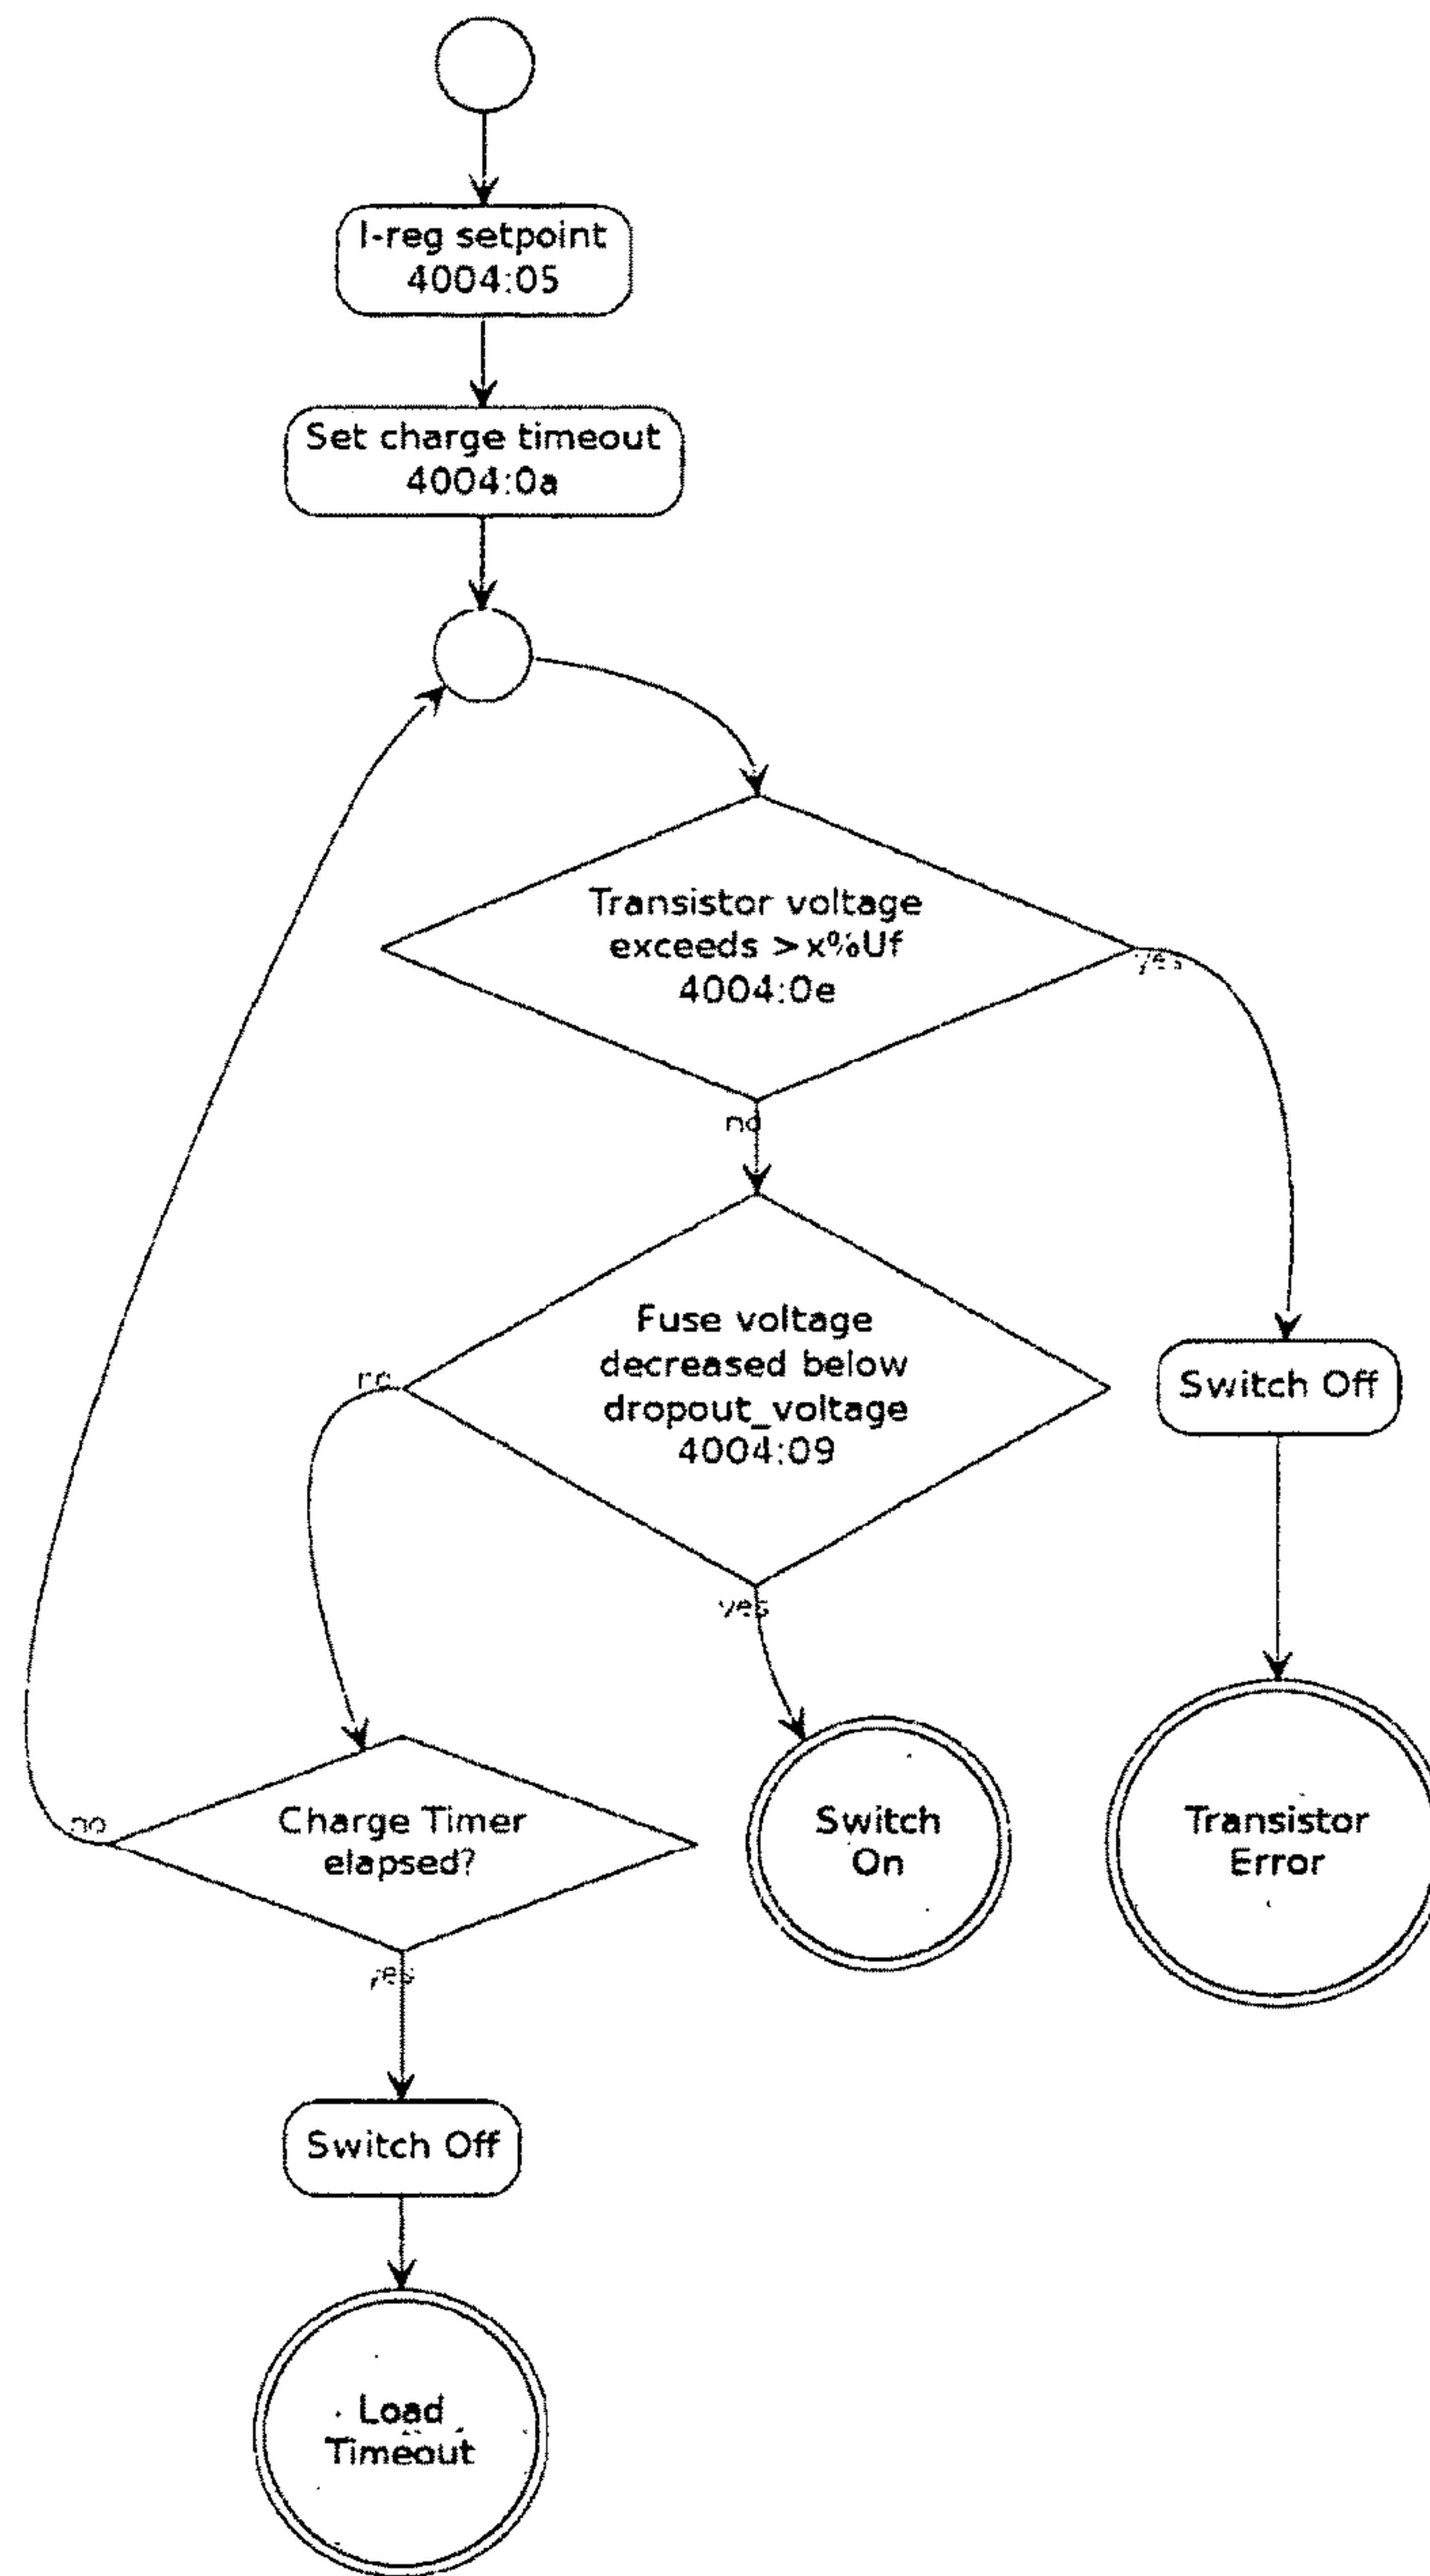 I-reg setpoint
4004:05
Set charge timeout
4004:0a
Transistor voltage
exceeds >x%Uf
4004:0e
yes
no
Fuse voltage
decreased below
dropout_voltage
4004:09
no
yes
Switch Off
Charge Timer
elapsed?
no
yes
Switch
On
Transistor
Error
Switch Off
Load
Timeout